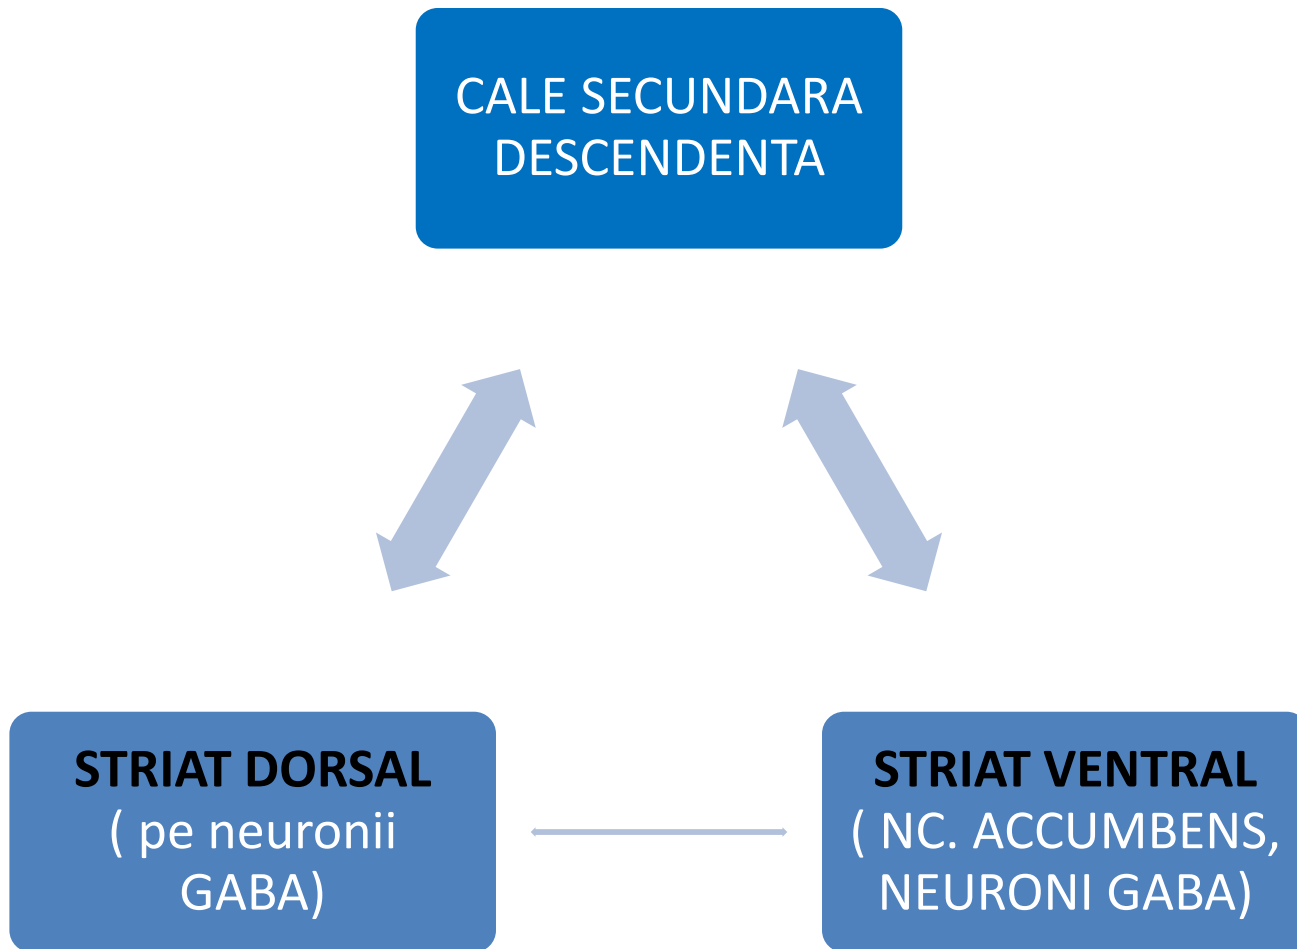 CALE SECUNDARA
DESCENDENTA
STRIAT DORSAL
( pe neuronii
GABA)
STRIAT VENTRAL
( NC. ACCUMBENS,
NEURONI GABA)